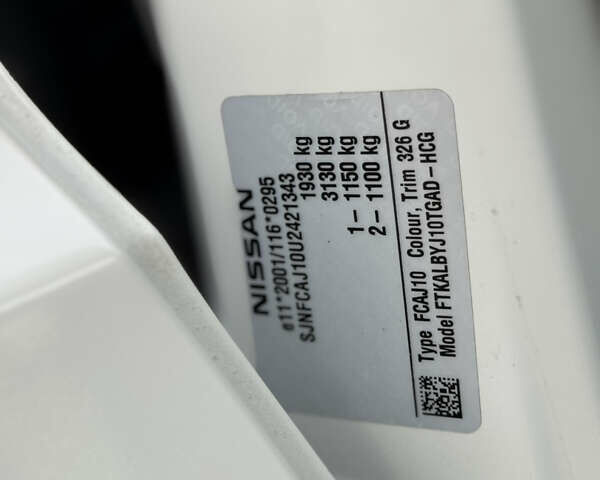 NISSAN
e11*2001/116*0295
SJNFCAJ10U2421343
1930 kg
3130 kg
1– 1150 kg
2– 1100 kg
Type FCAJ10 Colour, Trim 326 G
Model FTKALBYJ10TGAD-HCG